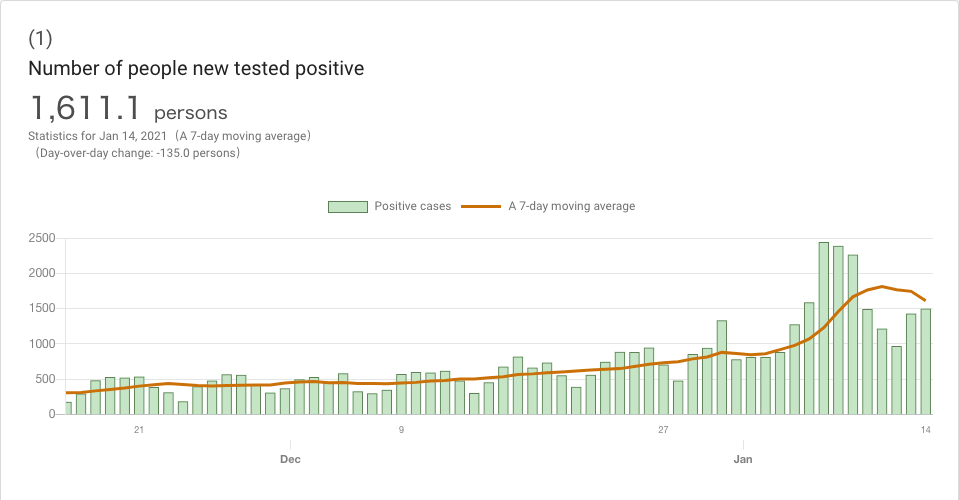 (1)
Number of people new tested positive
1,611.1 persons
Statistics for Jan 14, 2021（A 7-day moving average）
（Day-over-day change: -135.0 persons）
Positive cases A 7-day moving average
2500
2000
1500
1000
500
0
21 9 27 14
Dec Jan